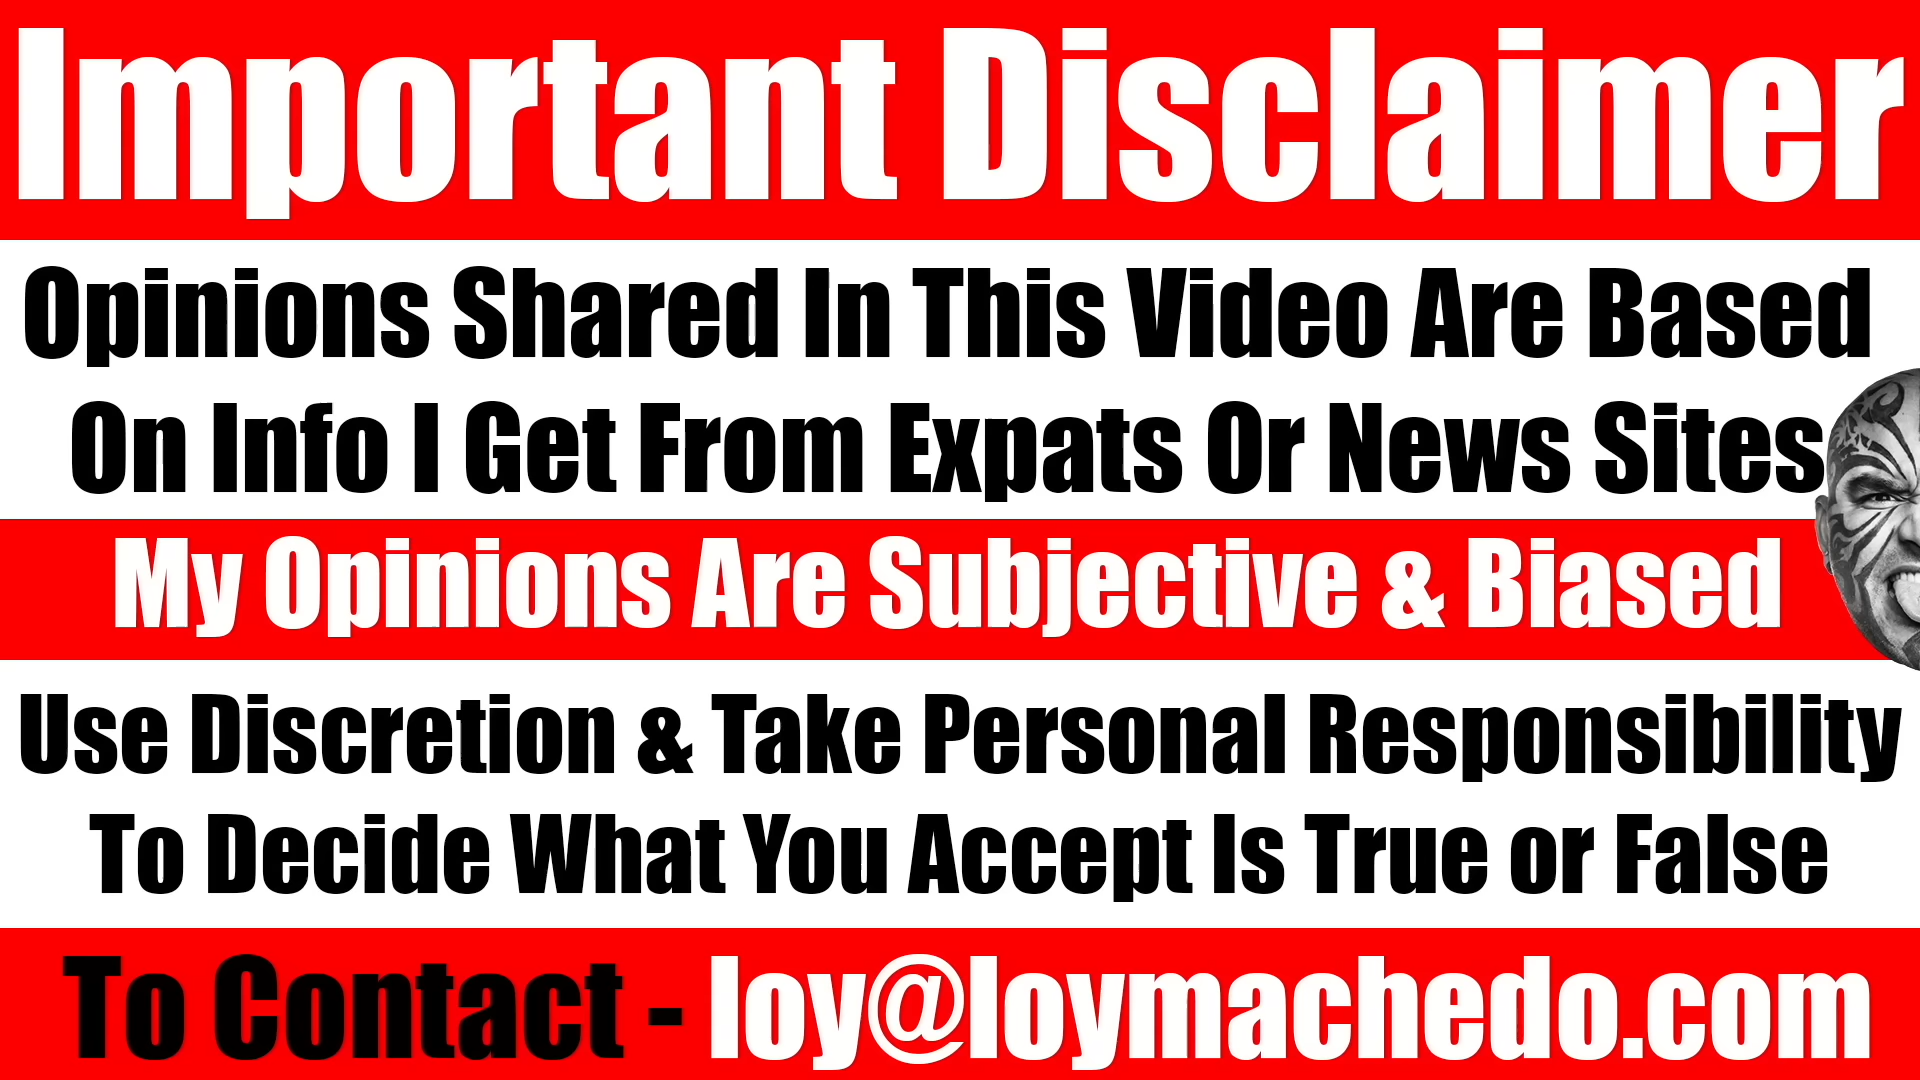 Important Disclaimer
Opinions Shared In This Video Are Based
On Info I Get From Expats Or News Sites
My Opinions Are Subjective & Biased
Use Discretion & Take Personal Responsibility
To Decide What You Accept Is True or False
To Contact - loy@loymachedo.com